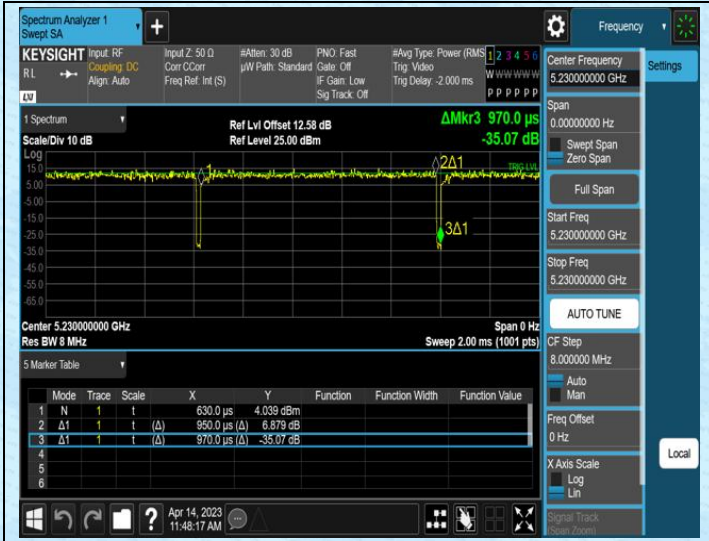 Spectrum Analyzer 1
Swept SA
Frequency
KEYSIGHT
RL
LXI
Input: RF
Coupling: DC
Align: Auto
Input Z: 50 Ω
Corr CCorr
Freq Ref: Int (S)
#Atten: 30 dB
µW Path: Standard
PNO: Fast
Gate: Off
IF Gain: Low
Sig Track: Off
#Avg Type: Power (RMS
Trig: Video
Trig Delay: -2.000 ms
1 2 3 4 5 6
W W W W W W
P P P P P P
1 Spectrum
Scale/Div 10 dB
Ref Lvl Offset 12.58 dB
Ref Level 25.00 dBm
ΔMkr3 970.0 µs
-35.07 dB
Log
15.0
5.00
-5.00
-15.0
-25.0
-35.0
-45.0
-55.0
-65.0
1
2Δ1
TRIG LVL
3Δ1
Center 5.230000000 GHz
Res BW 8 MHz
Span 0 Hz
Sweep 2.00 ms (1001 pts)
5 Marker Table
Mode Trace Scale X Y Function Function Width Function Value
1 N 1 t 630.0 µs 4.039 dBm
2 Δ1 1 t (Δ) 950.0 µs (Δ) 6.879 dB
3 Δ1 1 t (Δ) 970.0 µs (Δ) -35.07 dB
4
5
6
?
Apr 14, 2023
11:48:17 AM
Center Frequency
5.230000000 GHz
Span
0.00000000 Hz
Swept Span
Zero Span
Full Span
Start Freq
5.230000000 GHz
Stop Freq
5.230000000 GHz
AUTO TUNE
CF Step
8.000000 MHz
Auto
Man
Freq Offset
0 Hz
X Axis Scale
Log
Lin
Signal Track
(Span Zoom)
Settings
Local